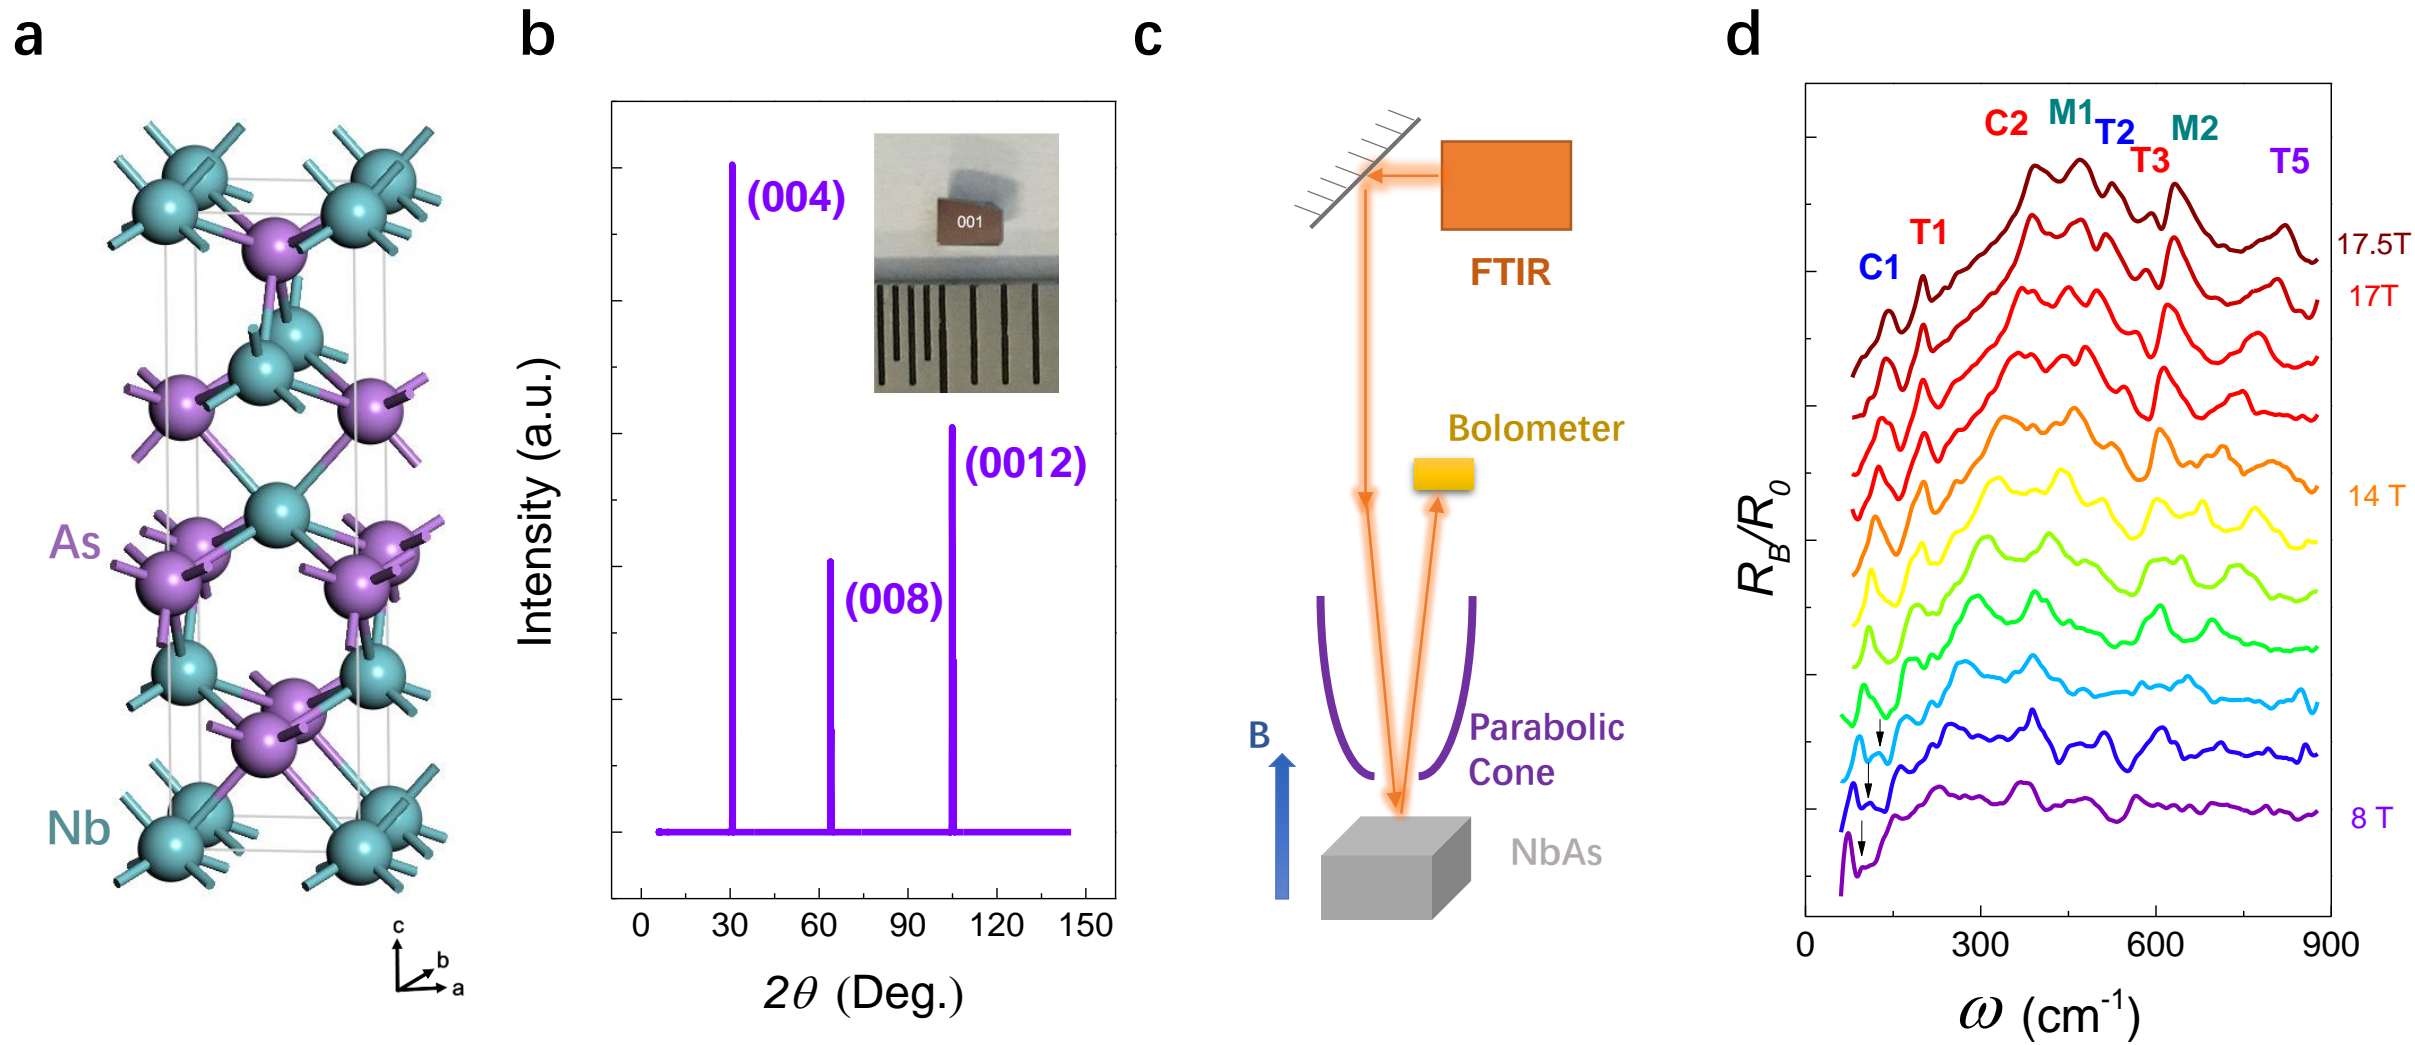 a
As
Nb
c
b
a
b
Intensity (a.u.)
(004)
(008)
(0012)
001
0 30 60 90 120 150
2θ (Deg.)
c
FTIR
Bolometer
B
Parabolic
Cone
NbAs
d
R_B/R_0
C1
T1
C2
M1
T2
T3
M2
T5
17.5T
17T
14 T
8 T
0 300 600 900
ω (cm⁻¹)